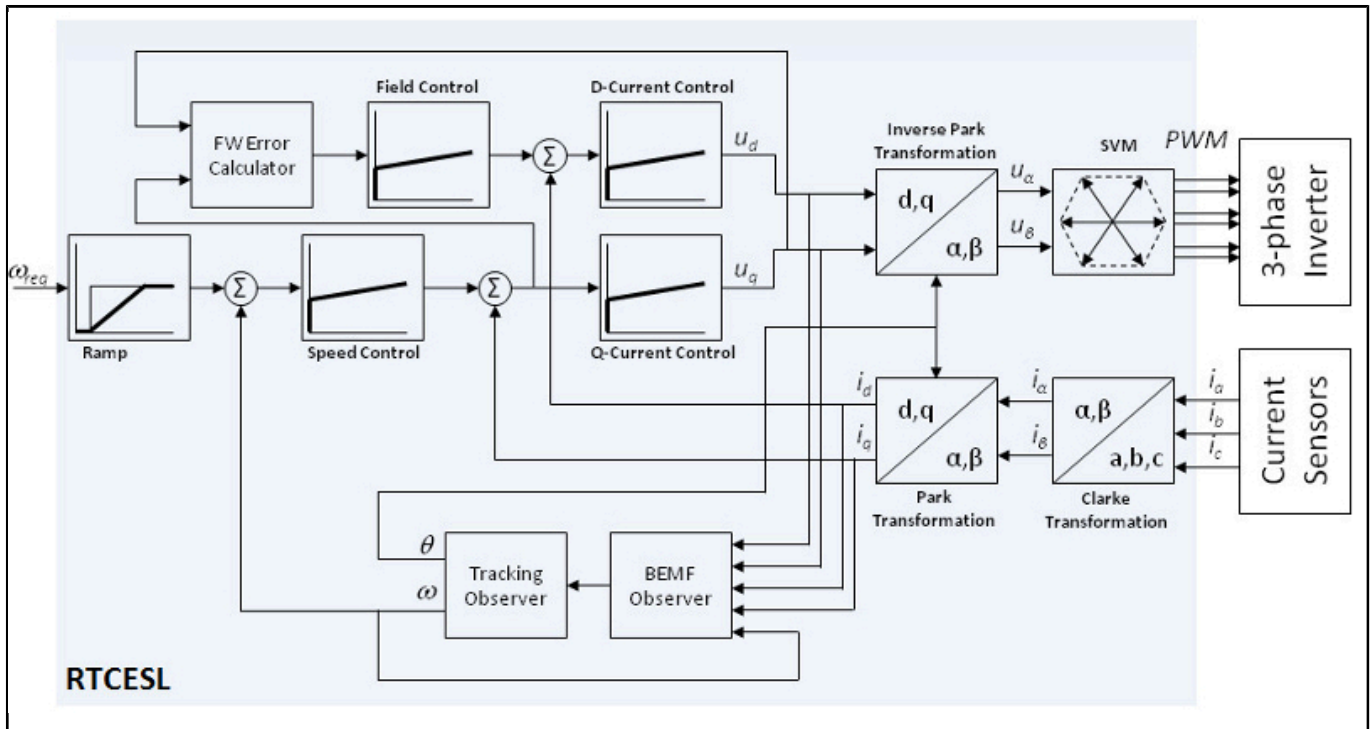 Field Control
D-Current Control
FW Error
Calculator
Σ
u_d
Inverse Park
Transformation
SVM
PWM
d,q
α,β
u_α
u_β
3-phase
Inverter
ω_req
Ramp
Σ
Speed Control
Σ
u_q
Q-Current Control
i_d
i_q
d,q
α,β
Park
Transformation
i_α
i_β
α,β
a,b,c
Clarke
Transformation
i_a
i_b
i_c
Current
Sensors
θ
ω
Tracking
Observer
BEMF
Observer
RTCESL